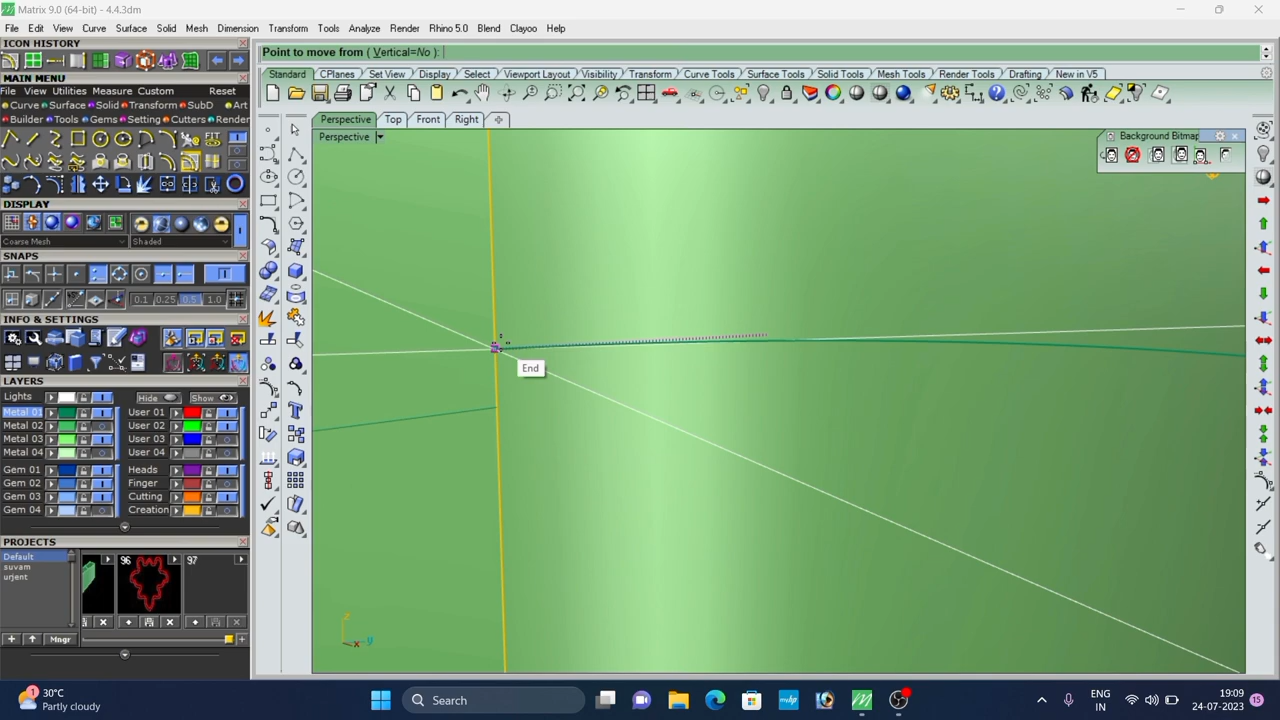 Matrix 9.0 (64-bit) - 4.4.3dm
File Edit View Curve Surface Solid Mesh Dimension Transform Tools Analyze Render Rhino 5.0 Blend Clayoo Help
ICON HISTORY
Point to move from ( Vertical=No ):
MAIN MENU
Standard CPlanes Set View Display Select Viewport Layout Visibility Transform Curve Tools Surface Tools Solid Tools Mesh Tools Render Tools Drafting New in V5
File View Utilities Measure Custom Reset
Curve Surface Solid Transform SubD Art
Builder Tools Gems Setting Cutters Render
Perspective Top Front Right
Perspective
Background Bitmap
DISPLAY
Coarse Mesh Shaded
SNAPS
0.1 0.25 0.5 1.0
INFO & SETTINGS
End
LAYERS
Lights Hide Show
Metal 01 User 01
Metal 02 User 02
Metal 03 User 03
Metal 04 User 04
Gem 01 Heads
Gem 02 Finger
Gem 03 Cutting
Gem 04 Creation
PROJECTS
Default
suvam
urjent
96 97
Mngr
z
x y
30°C
Partly cloudy
Search
ENG
IN
19:09
24-07-2023
15